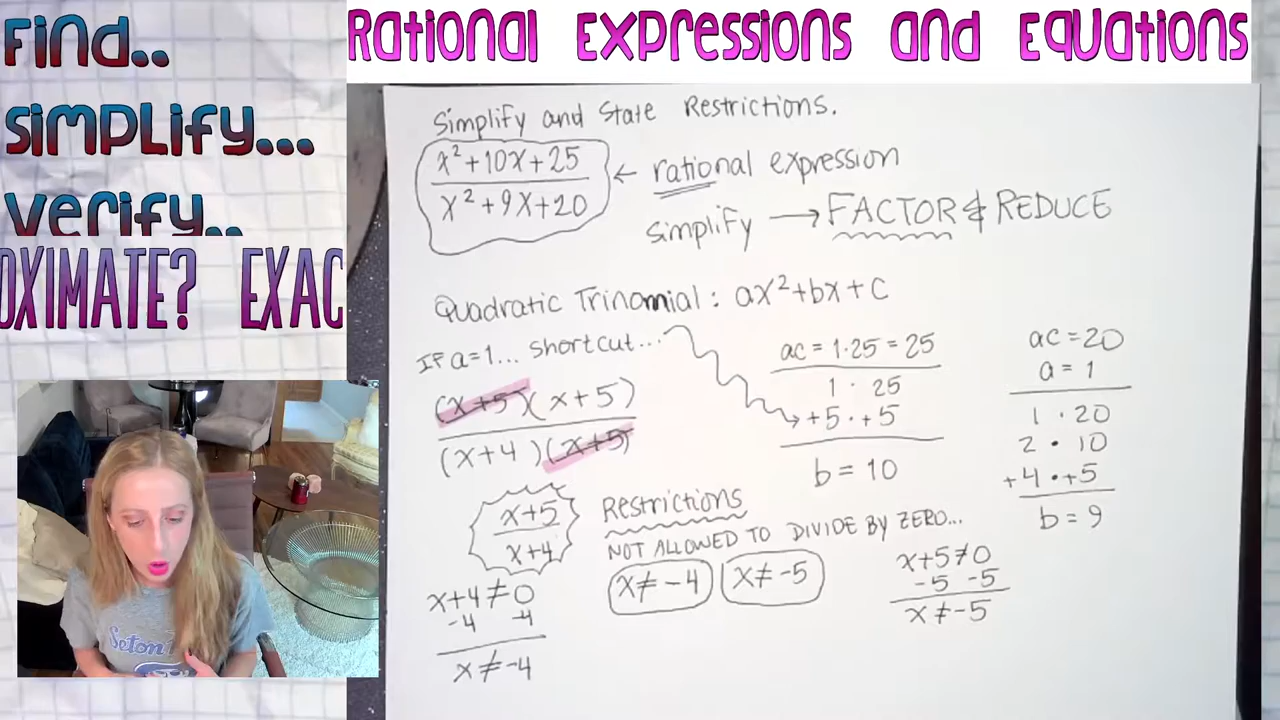 Find..
Simplify...
verify..
OXIMATE? EXAC
Rational Expressions and Equations
Simplify and State Restrictions.
x²+10x+25
x²+9x+20
← rational expression
simplify → FACTOR & REDUCE
Quadratic Trinomial: ax²+bx+c
IF a=1... shortcut...
(x+5)(x+5)
(x+4)(x+5)
x+5
x+4
x+4≠0
-4 -4
x≠-4
ac = 1·25 = 25
1 · 25
+5 · +5
b = 10
ac=20
a = 1
1 · 20
2 · 10
+4 · +5
b = 9
Restrictions
NOT ALLOWED TO DIVIDE BY ZERO...
x≠-4 x≠-5
x+5≠0
-5 -5
x≠-5
Seton